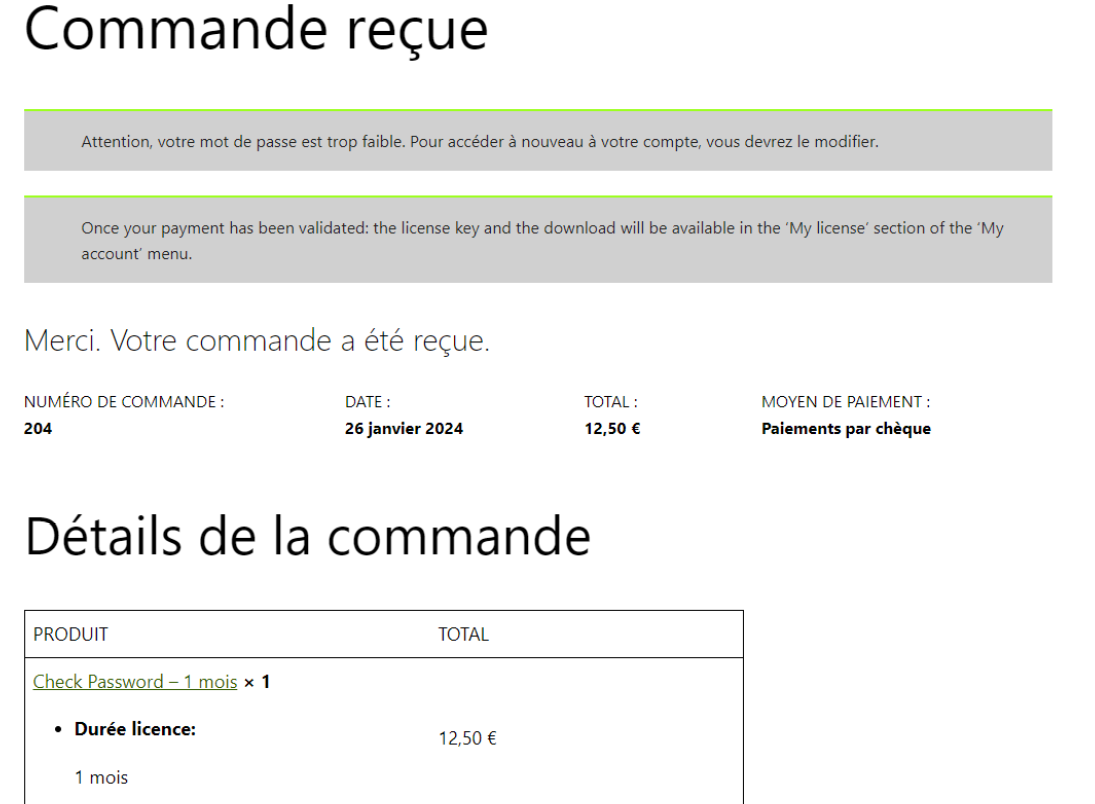 Commande reçue
Attention, votre mot de passe est trop faible. Pour accéder à nouveau à votre compte, vous devrez le modifier.
Once your payment has been validated: the license key and the download will be available in the ‘My license’ section of the ‘My
account’ menu.
Merci. Votre commande a été reçue.
NUMÉRO DE COMMANDE : DATE : TOTAL : MOYEN DE PAIEMENT :
204 26 janvier 2024 12,50 € Paiements par chèque
Détails de la commande
PRODUIT TOTAL
Check Password – 1 mois × 1
• Durée licence:
12,50 €
1 mois